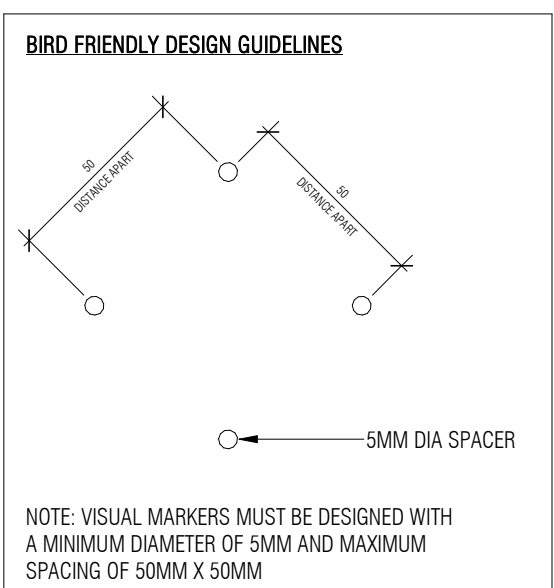 BIRD FRIENDLY DESIGN GUIDELINES
50
DISTANCE APART
50
DISTANCE APART
5MM DIA SPACER
NOTE: VISUAL MARKERS MUST BE DESIGNED WITH
A MINIMUM DIAMETER OF 5MM AND MAXIMUM
SPACING OF 50MM X 50MM